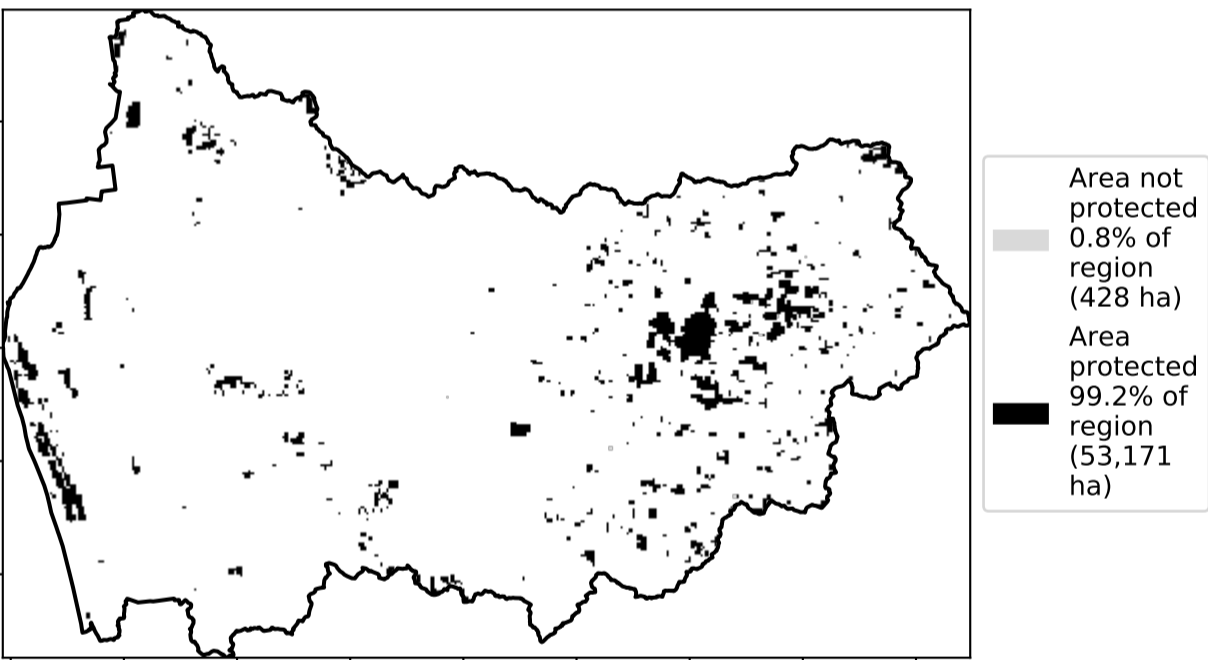 Area not
protected
0.8% of
region
(428 ha)
Area
protected
99.2% of
region
(53,171
ha)